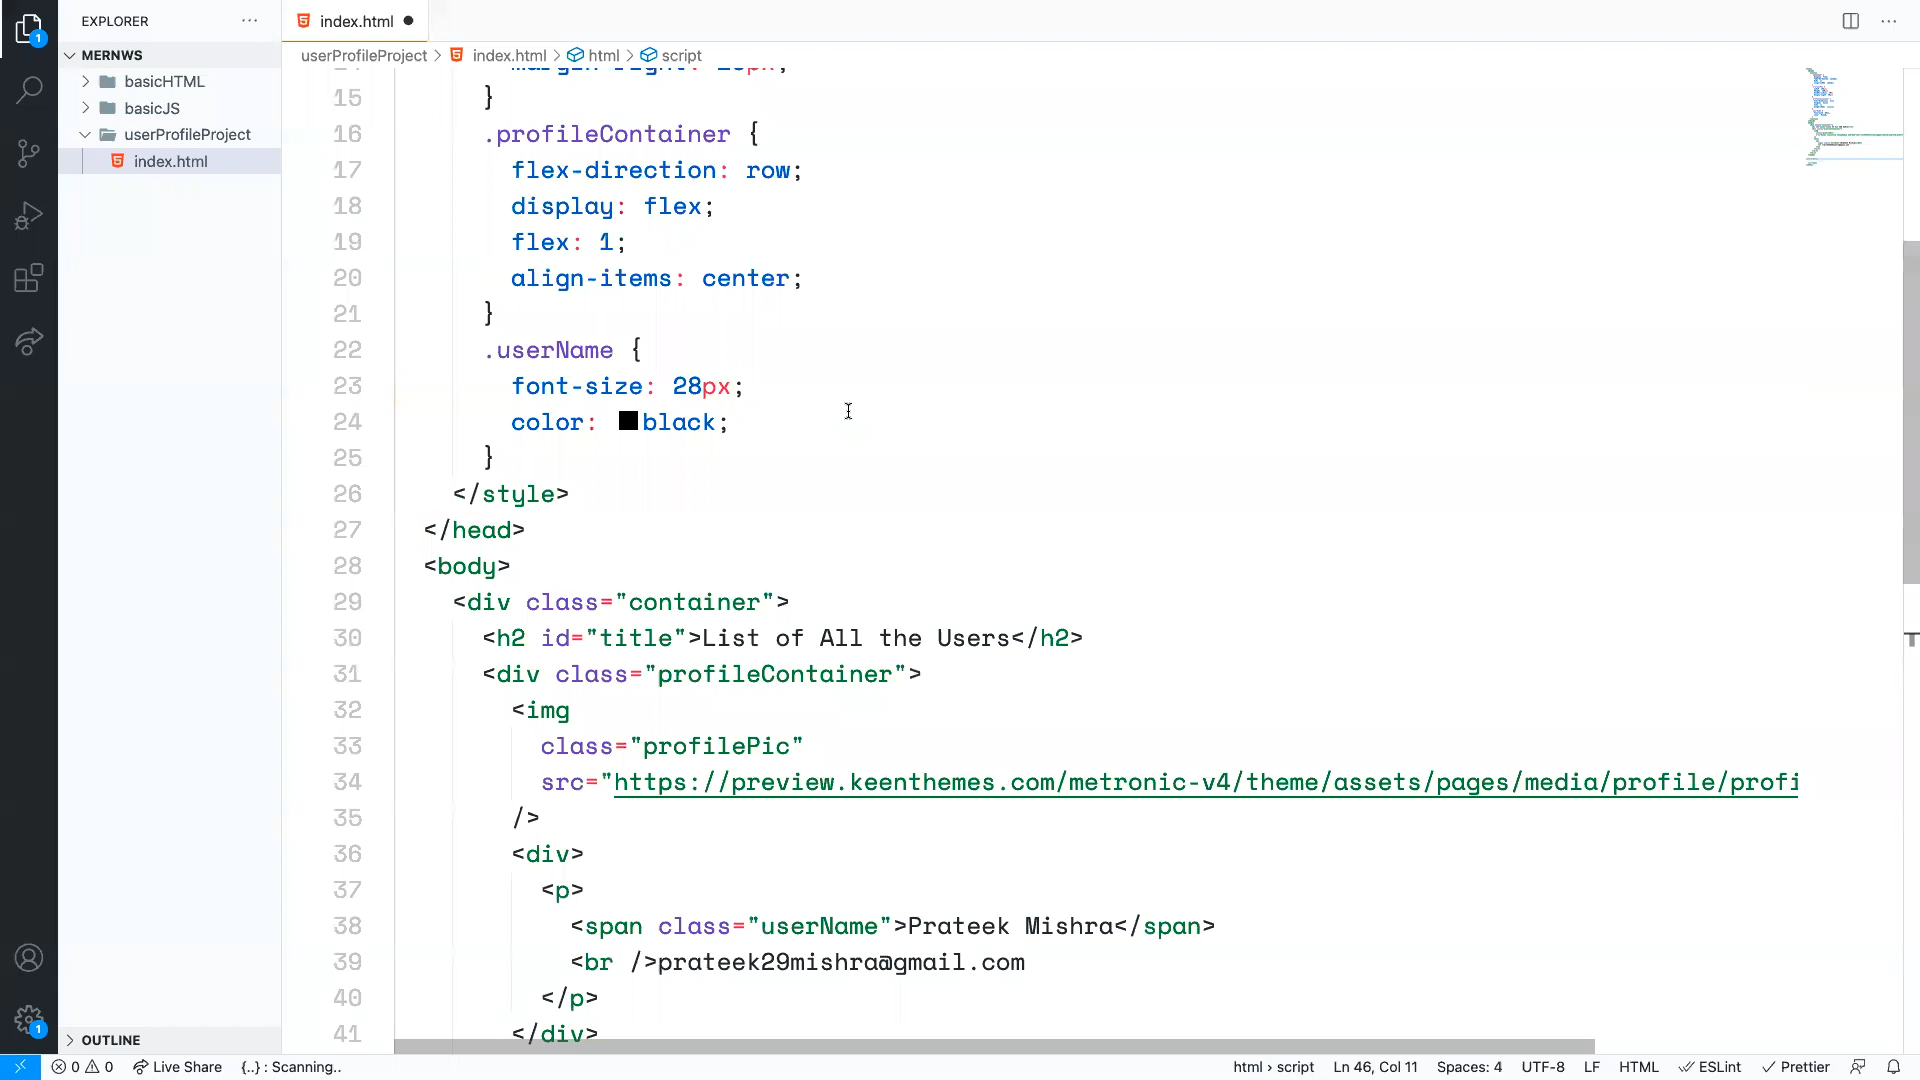 EXPLORER
index.html
MERNWS
userProfileProject > index.html > html > script
basicHTML
basicJS
userProfileProject
index.html
margin-right: 20px;
15 }
16 .profileContainer {
17 flex-direction: row;
18 display: flex;
19 flex: 1;
20 align-items: center;
21 }
22 .userName {
23 font-size: 28px;
24 color: black;
25 }
26 </style>
27 </head>
28 <body>
29 <div class="container">
30 <h2 id="title">List of All the Users</h2>
31 <div class="profileContainer">
32 <img
33 class="profilePic"
34 src="https://preview.keenthemes.com/metronic-v4/theme/assets/pages/media/profile/profi
35 />
36 <div>
37 <p>
38 <span class="userName">Prateek Mishra</span>
39 <br />prateek29mishra@gmail.com
40 </p>
41 </div>
1
1
OUTLINE
0 0 Live Share {..} : Scanning.. html › script Ln 46, Col 11 Spaces: 4 UTF-8 LF HTML ESLint Prettier